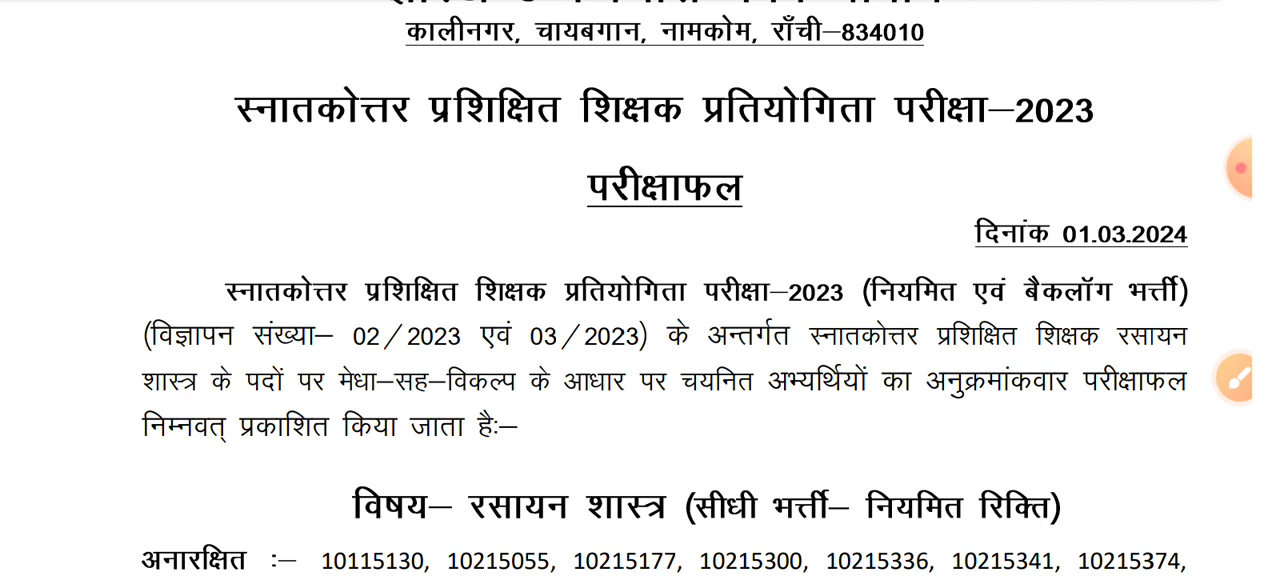 कालीनगर, चायबगान, नामकोम, राँची–834010
स्नातकोत्तर प्रशिक्षित शिक्षक प्रतियोगिता परीक्षा–2023
परीक्षाफल
दिनांक 01.03.2024
स्नातकोत्तर प्रशिक्षित शिक्षक प्रतियोगिता परीक्षा–2023 (नियमित एवं बैकलॉग भर्त्ती)
(विज्ञापन संख्या– 02/2023 एवं 03/2023) के अन्तर्गत स्नातकोत्तर प्रशिक्षित शिक्षक रसायन
शास्त्र के पदों पर मेधा–सह–विकल्प के आधार पर चयनित अभ्यर्थियों का अनुक्रमांकवार परीक्षाफल
निम्नवत् प्रकाशित किया जाता हैः–
विषय– रसायन शास्त्र (सीधी भर्त्ती– नियमित रिक्ति)
अनारक्षित :– 10115130, 10215055, 10215177, 10215300, 10215336, 10215341, 10215374,